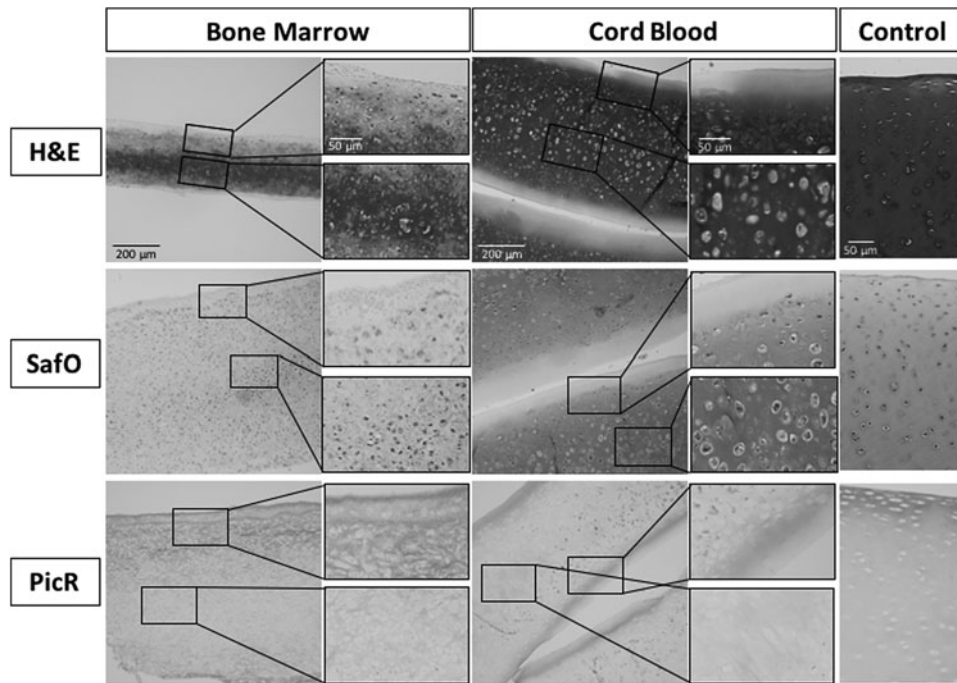 Bone Marrow
Cord Blood
Control
H&E
50 µm
200 µm
50 µm
200 µm
50 µm
SafO
PicR